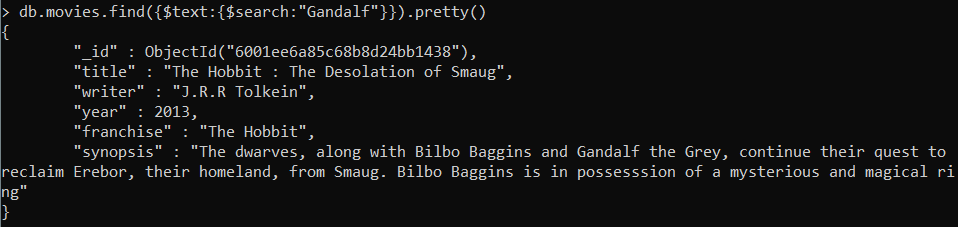 > db.movies.find({$text:{$search:"Gandalf"}}).pretty()
{
        "_id" : ObjectId("6001ee6a85c68b8d24bb1438"),
        "title" : "The Hobbit : The Desolation of Smaug",
        "writer" : "J.R.R Tolkein",
        "year" : 2013,
        "franchise" : "The Hobbit",
        "synopsis" : "The dwarves, along with Bilbo Baggins and Gandalf the Grey, continue their quest to
reclaim Erebor, their homeland, from Smaug. Bilbo Baggins is in possesssion of a mysterious and magical ri
ng"
}